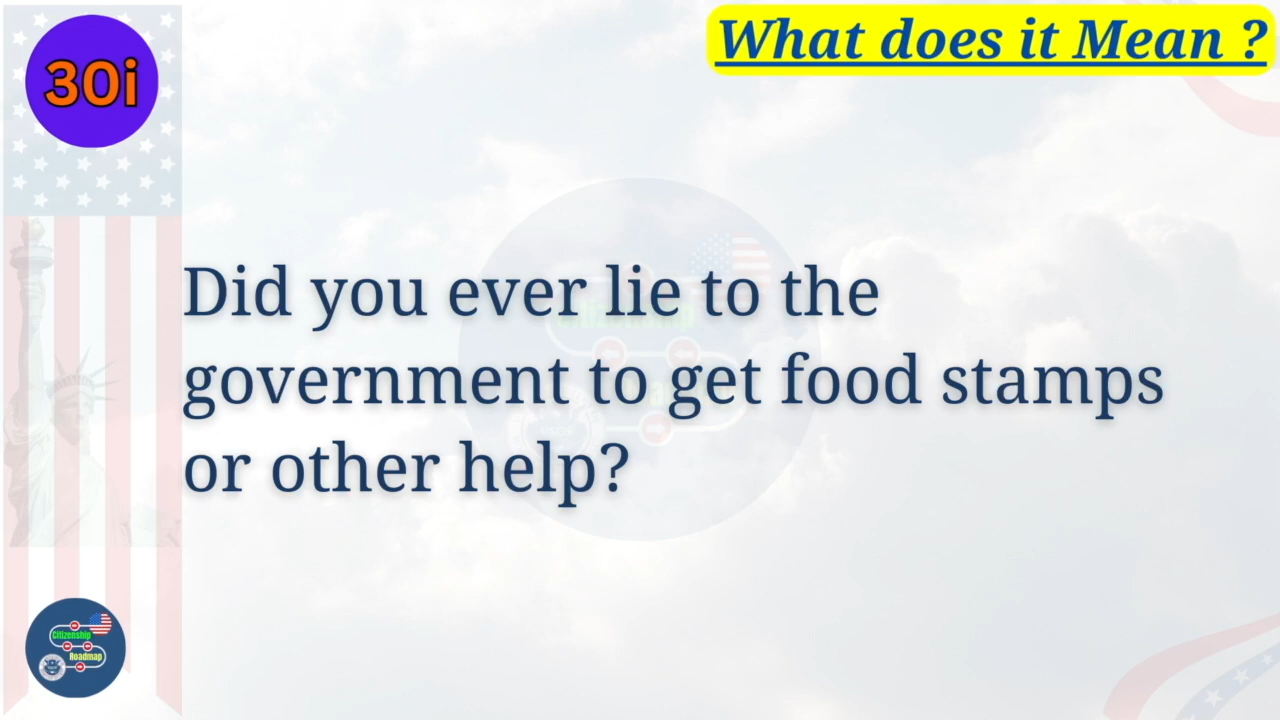 30i
What does it Mean ?
Did you ever lie to the
government to get food stamps
or other help?
Citizenship
Roadmap